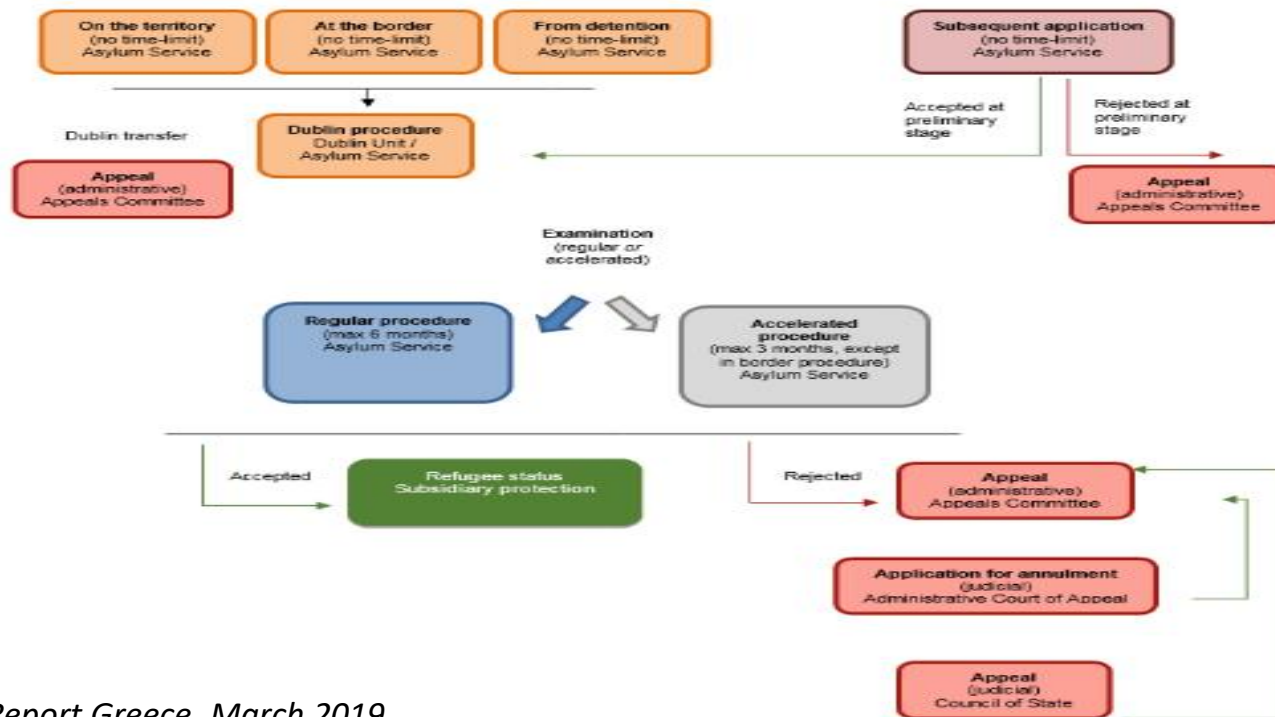 On the territory
(no time-limit)
Asylum Service
At the border
(no time-limit)
Asylum Service
From detention
(no time-limit)
Asylum Service
Subsequent application
(no time-limit)
Asylum Service
Accepted at
preliminary
stage
Rejected at
preliminary
stage
Dublin transfer
Dublin procedure
Dublin Unit /
Asylum Service
Appeal
(administrative)
Appeals Committee
Appeal
(administrative)
Appeals Committee
Examination
(regular or
accelerated)
Regular procedure
(max 6 months)
Asylum Service
Accelerated
procedure
(max 3 months, except
in border procedure)
Asylum Service
Accepted
Refugee status
Subsidiary protection
Rejected
Appeal
(administrative)
Appeals Committee
Application for annulment
(judicial)
Administrative Court of Appeal
Appeal
(judicial)
Council of State
Report Greece, March 2019